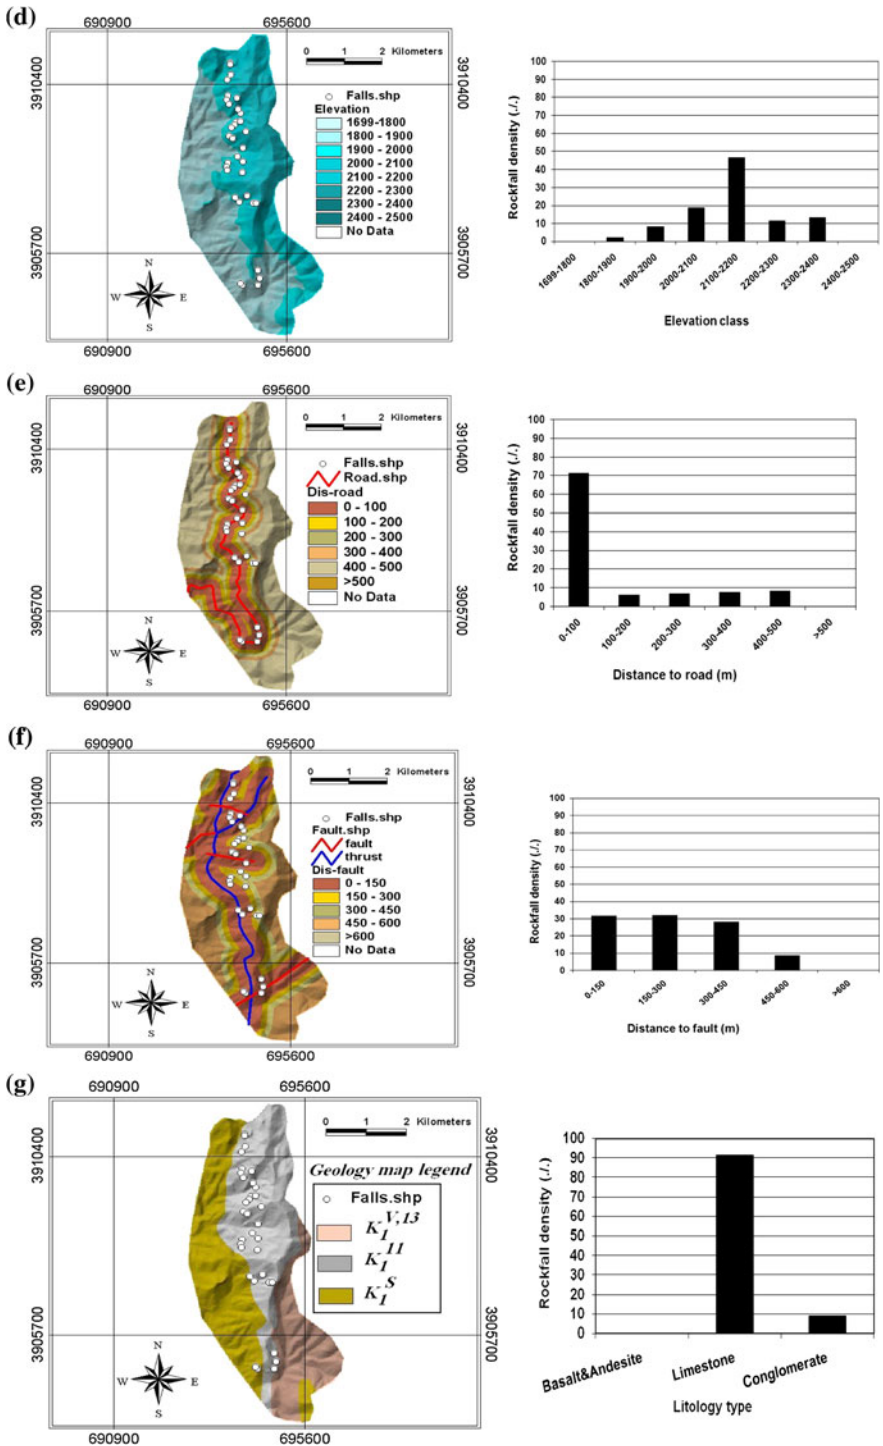 (d)
690900
695600
0 1 2 Kilometers
3910400
3910400
Falls.shp
Elevation
1699-1800
1800 - 1900
1900 - 2000
2000 - 2100
2100 - 2200
2200 - 2300
2300 - 2400
2400 - 2500
No Data
3905700
3905700
N
W E
S
690900
695600
Rockfall density (./.)
100
90
80
70
60
50
40
30
20
10
0
1699-1800
1800-1900
1900-2000
2000-2100
2100-2200
2200-2300
2300-2400
2400-2500
Elevation class
(e)
690900
695600
0 1 2 Kilometers
3910400
3910400
Falls.shp
Road.shp
Dis-road
0 - 100
100 - 200
200 - 300
300 - 400
400 - 500
>500
No Data
3905700
3905700
N
W E
S
690900
695600
Rockfall density (./.)
100
90
80
70
60
50
40
30
20
10
0
0-100
100-200
200-300
300-400
400-500
>500
Distance to road (m)
(f)
690900
695600
0 1 2 Kilometers
3910400
3910400
Falls.shp
Fault.shp
fault
thrust
Dis-fault
0 - 150
150 - 300
300 - 450
450 - 600
>600
No Data
3905700
3905700
N
W E
S
690900
695600
Rockfall density (./.)
100
90
80
70
60
50
40
30
20
10
0
0-150
150-300
300-450
450-600
>600
Distance to fault (m)
(g)
690900
695600
0 1 2 Kilometers
3910400
3910400
Geology map legend
Falls.shp
K₁ V,13
K₁ 11
K₁ S
3905700
3905700
N
W E
S
690900
695600
Rockfall density (./.)
100
90
80
70
60
50
40
30
20
10
0
Basalt&Andesite
Limestone
Conglomerate
Litology type